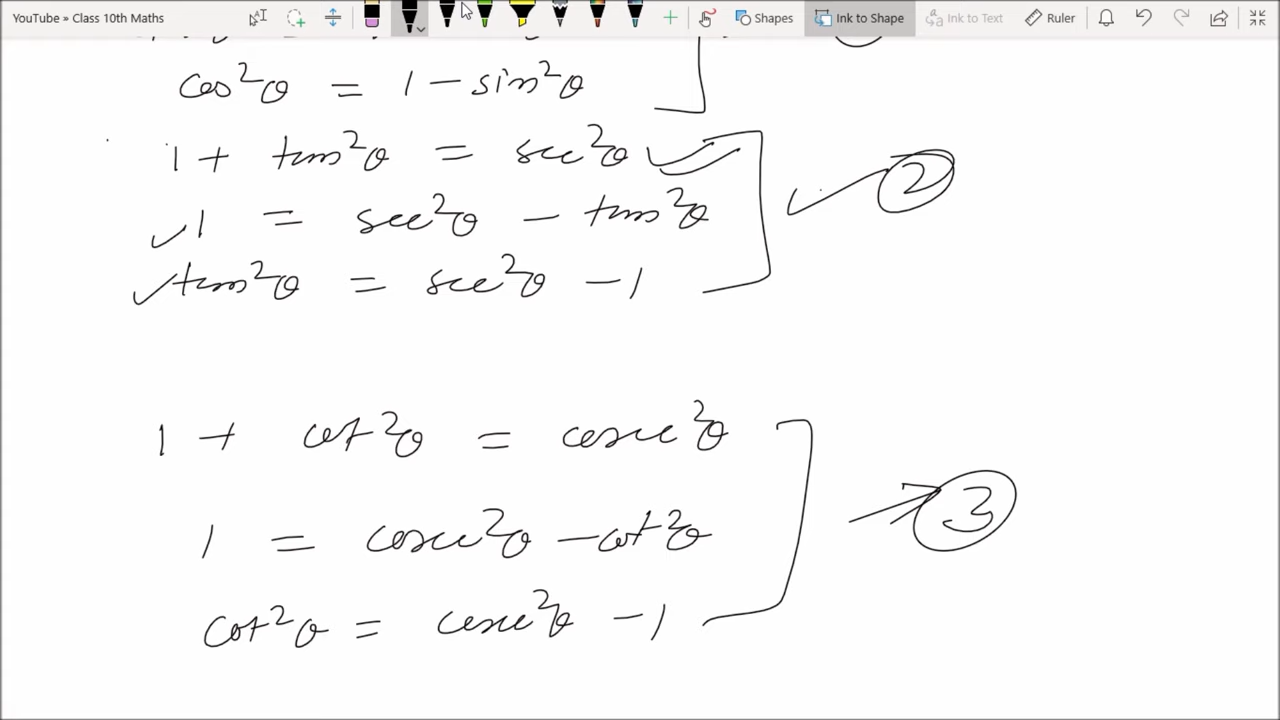 YouTube » Class 10th Maths
Shapes
Ink to Shape
Ink to Text
Ruler
cos²θ = 1 - sin²θ
1 + tan²θ = sec²θ
1 = sec²θ - tan²θ
tan²θ = sec²θ - 1
2
1 + cot²θ = cosec²θ
1 = cosec²θ - cot²θ
cot²θ = cosec²θ - 1
3